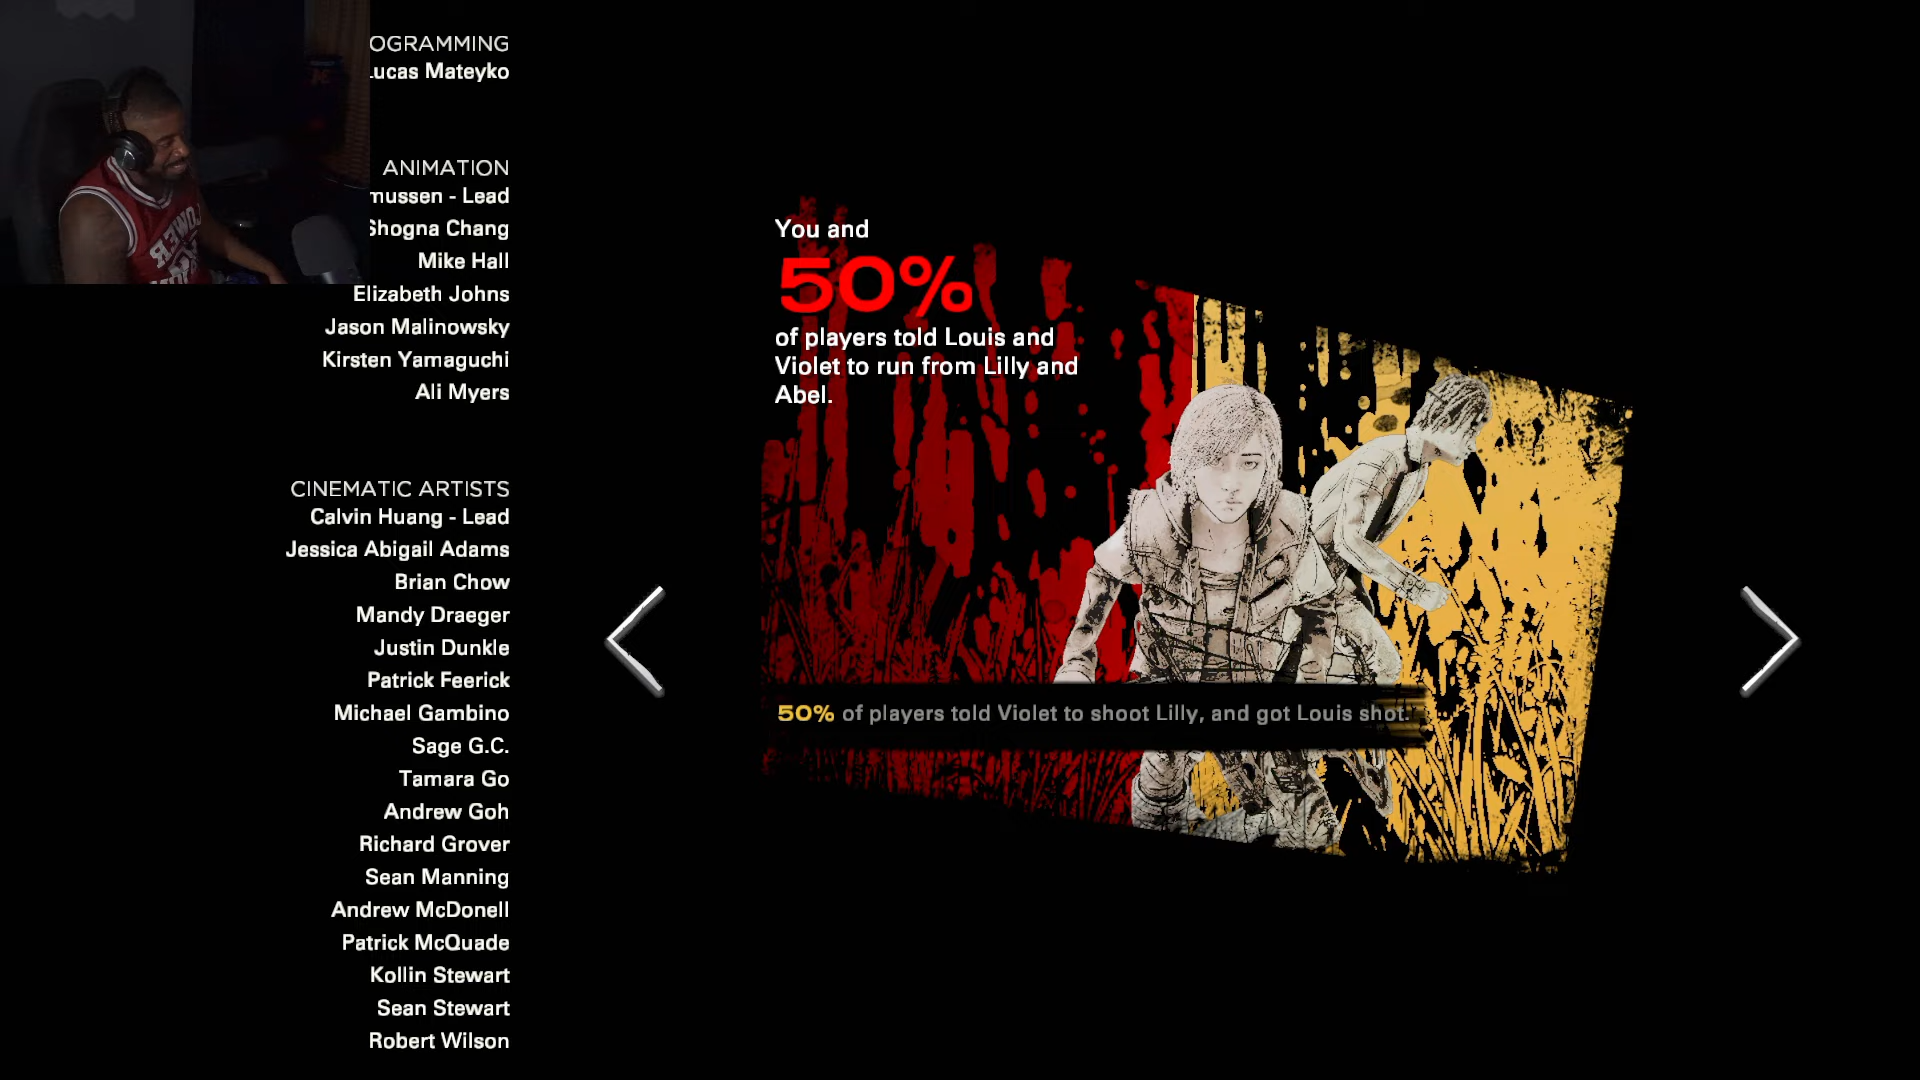 OGRAMMING
Lucas Mateyko
ANIMATION
mussen - Lead
Shogna Chang
Mike Hall
Elizabeth Johns
Jason Malinowsky
Kirsten Yamaguchi
Ali Myers
CINEMATIC ARTISTS
Calvin Huang - Lead
Jessica Abigail Adams
Brian Chow
Mandy Draeger
Justin Dunkle
Patrick Feerick
Michael Gambino
Sage G.C.
Tamara Go
Andrew Goh
Richard Grover
Sean Manning
Andrew McDonell
Patrick McQuade
Kollin Stewart
Sean Stewart
Robert Wilson
You and
50%
of players told Louis and
Violet to run from Lilly and
Abel.
50% of players told Violet to shoot Lilly, and got Louis shot.